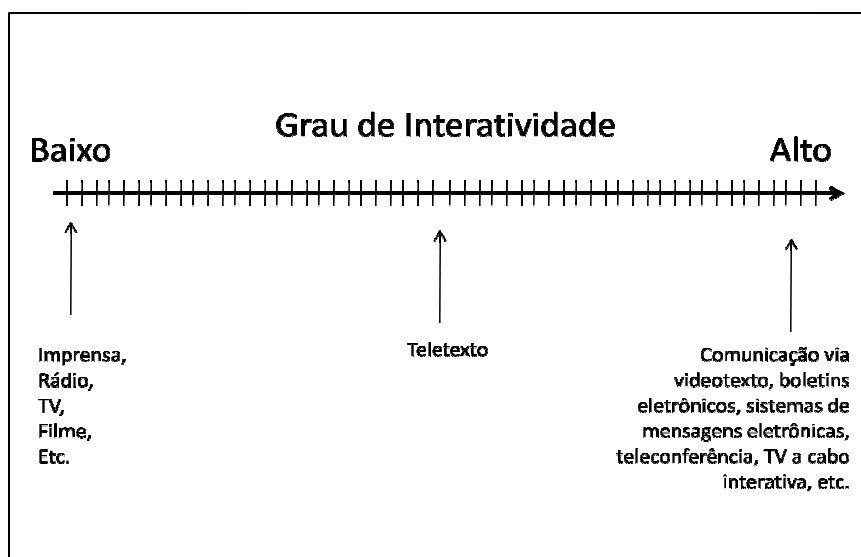 Grau de Interatividade
Baixo
Alto
Imprensa,
Rádio,
TV,
Filme,
Etc.
Teletexto
Comunicação via
videotexto, boletins
eletrônicos, sistemas de
mensagens eletrônicas,
teleconferência, TV a cabo
interativa, etc.